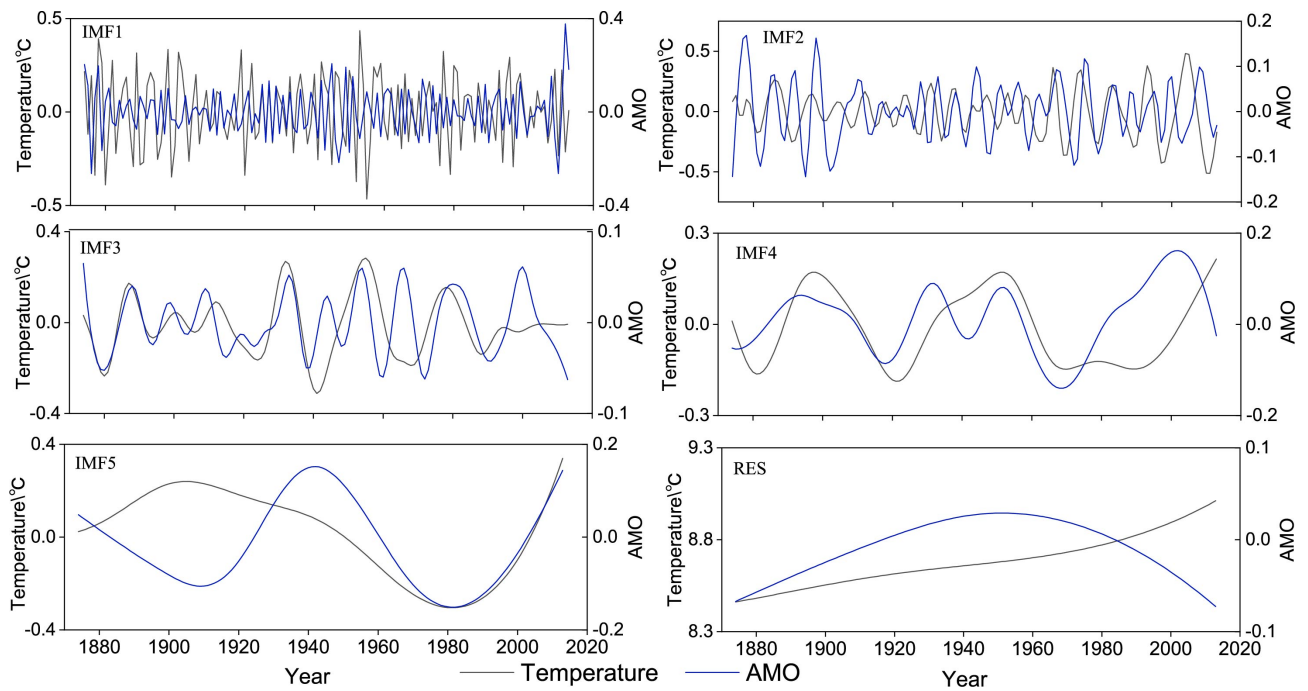 IMF1
0.5
0.0
-0.5
Temperature\°C
0.4
0.0
-0.4
AMO
IMF2
0.5
0.0
-0.5
Temperature\°C
0.2
0.1
0.0
-0.1
-0.2
AMO
IMF3
0.4
0.0
-0.4
Temperature\°C
0.1
0.0
-0.1
AMO
IMF4
0.3
0.0
-0.3
Temperature\°C
0.2
0.0
-0.2
AMO
IMF5
0.4
0.0
-0.4
Temperature\°C
0.2
0.0
-0.2
AMO
1880 1900 1920 1940 1960 1980 2000 2020
Year
RES
9.3
8.8
8.3
Temperature\°C
0.1
0.0
-0.1
AMO
1880 1900 1920 1940 1960 1980 2000 2020
Year
Temperature AMO